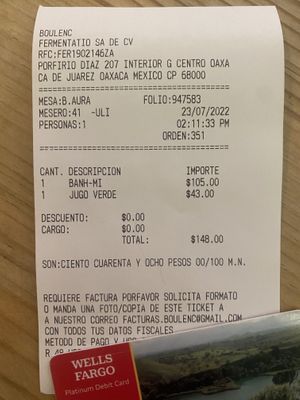 BOULENC
FERMENTATIO SA DE CV
RFC:FER1902146ZA
PORFIRIO DIAZ 207 INTERIOR G CENTRO OAXA
CA DE JUAREZ OAXACA MEXICO CP 68000
========================================
MESA:B.AURA FOLIO:947583
MESERO:41 -ULI 23/07/2022
PERSONAS:1 02:11:33 PM
ORDEN:351
========================================
CANT. DESCRIPCION IMPORTE
1 BANH-MI $105.00
1 JUGO VERDE $43.00
DESCUENTO: $0.00
CARGO: $0.00
TOTAL: $148.00
SON:CIENTO CUARENTA Y OCHO PESOS 00/100 M.N.
REQUIERE FACTURA PORFAVOR SOLICITA FORMATO
O MANDA UNA FOTO/COPIA DE ESTE TICKET A
A NUESTRO CORREO FACTURAS.BOULENC@GMAIL.COM
CON TODOS TUS DATOS FISCALES
METODO DE PAGO Y
WELLS
FARGO
Platinum Debit Card